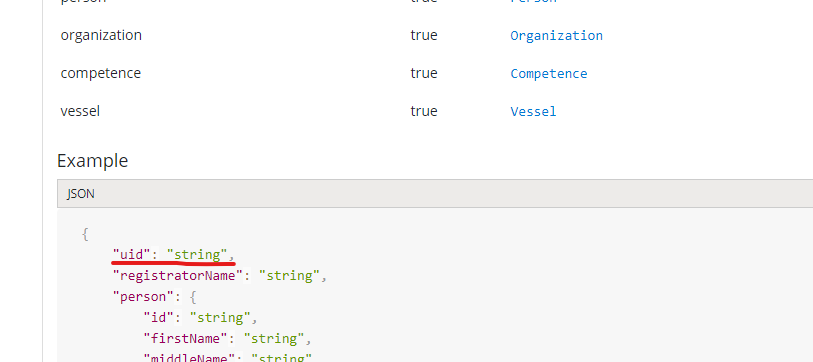 person true Person
organization true Organization
competence true Competence
vessel true Vessel
Example
JSON
{
"uid": "string",
"registratorName": "string",
"person": {
"id": "string",
"firstName": "string",
"middleName": "string"